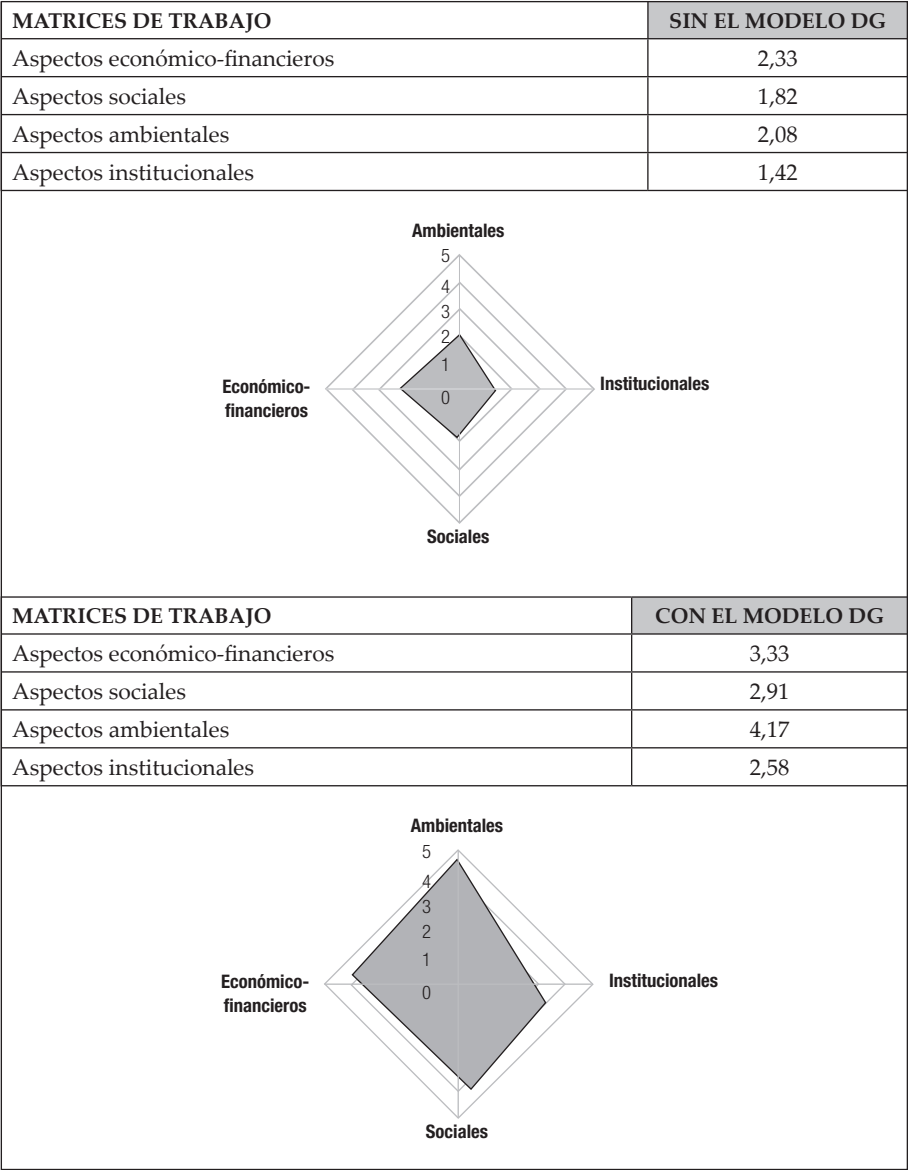 MATRICES DE TRABAJO SIN EL MODELO DG
Aspectos económico-financieros 2,33
Aspectos sociales 1,82
Aspectos ambientales 2,08
Aspectos institucionales 1,42
Ambientales
5
4
3
2
1
0
Económico-
financieros
Institucionales
Sociales
MATRICES DE TRABAJO CON EL MODELO DG
Aspectos económico-financieros 3,33
Aspectos sociales 2,91
Aspectos ambientales 4,17
Aspectos institucionales 2,58
Ambientales
5
4
3
2
1
0
Económico-
financieros
Institucionales
Sociales